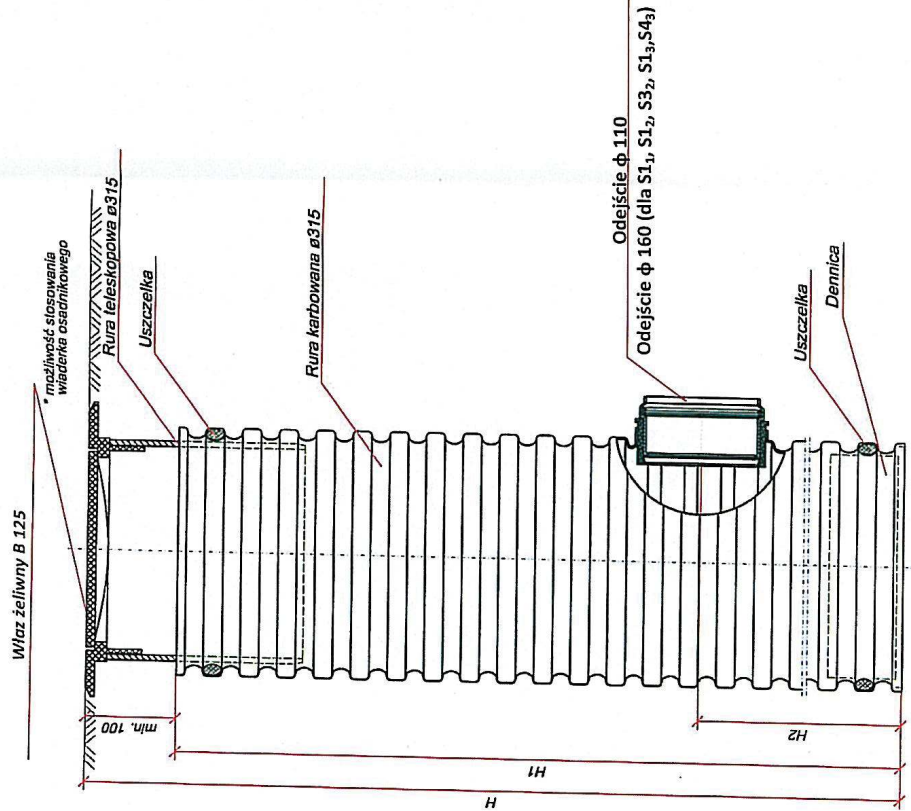 Właz żeliwny B 125
* możliwość stosowania
wiaderka osadnikowego
Rura teleskopowa ø315
Uszczelka
Rura karbowana ø315
Odejście ф 110
Odejście ф 160 (dla S1₁, S1₂, S3₂, S1₃,S4₃)
Uszczelka
Dennica
min. 100
H2
H1
H